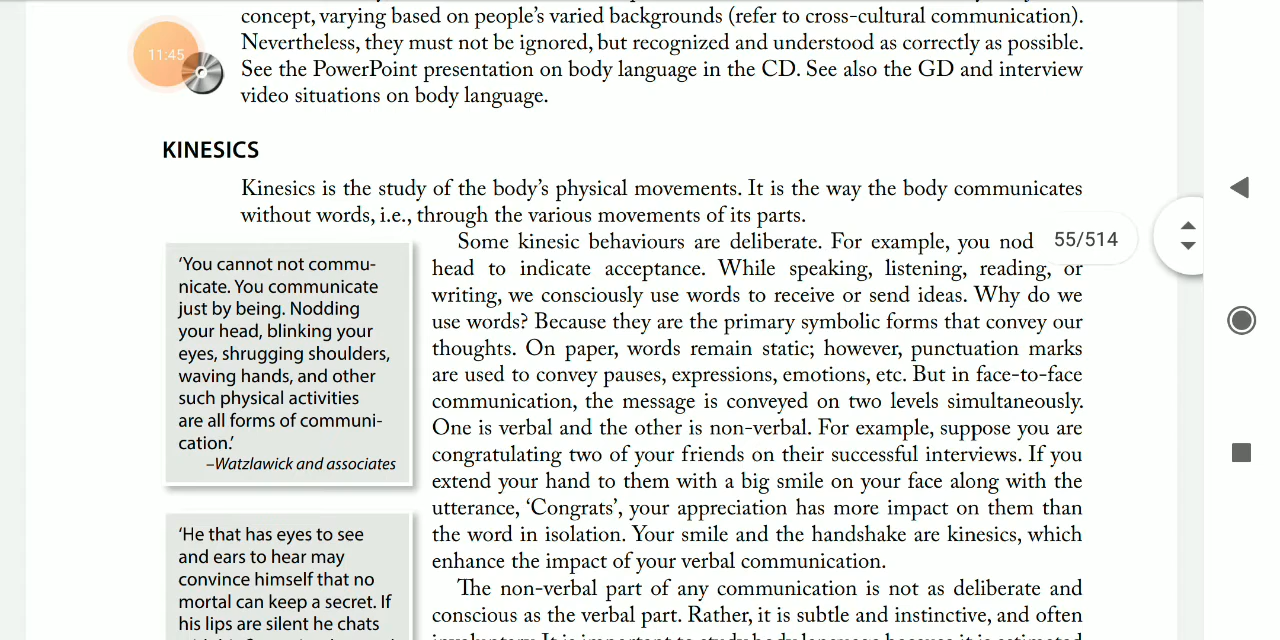 concept, varying based on people’s varied backgrounds (refer to cross-cultural communication).
Nevertheless, they must not be ignored, but recognized and understood as correctly as possible.
11:45
See the PowerPoint presentation on body language in the CD. See also the GD and interview
video situations on body language.
KINESICS
Kinesics is the study of the body’s physical movements. It is the way the body communicates
without words, i.e., through the various movements of its parts.
Some kinesic behaviours are deliberate. For example, you nod
55/514
head to indicate acceptance. While speaking, listening, reading, or
writing, we consciously use words to receive or send ideas. Why do we
use words? Because they are the primary symbolic forms that convey our
thoughts. On paper, words remain static; however, punctuation marks
are used to convey pauses, expressions, emotions, etc. But in face-to-face
communication, the message is conveyed on two levels simultaneously.
One is verbal and the other is non-verbal. For example, suppose you are
congratulating two of your friends on their successful interviews. If you
extend your hand to them with a big smile on your face along with the
utterance, ‘Congrats’, your appreciation has more impact on them than
the word in isolation. Your smile and the handshake are kinesics, which
enhance the impact of your verbal communication.
The non-verbal part of any communication is not as deliberate and
conscious as the verbal part. Rather, it is subtle and instinctive, and often
involuntary. It is important to study body language because it is estimated
‘You cannot not commu-
nicate. You communicate
just by being. Nodding
your head, blinking your
eyes, shrugging shoulders,
waving hands, and other
such physical activities
are all forms of communi-
cation.’
–Watzlawick and associates
‘He that has eyes to see
and ears to hear may
convince himself that no
mortal can keep a secret. If
his lips are silent he chats